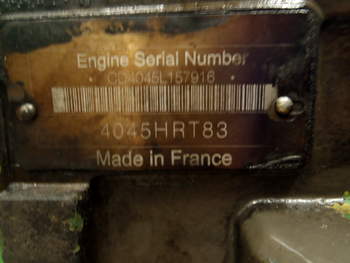 Engine Serial Number
• CD4045L157916 •
4045HRT83
Made in France